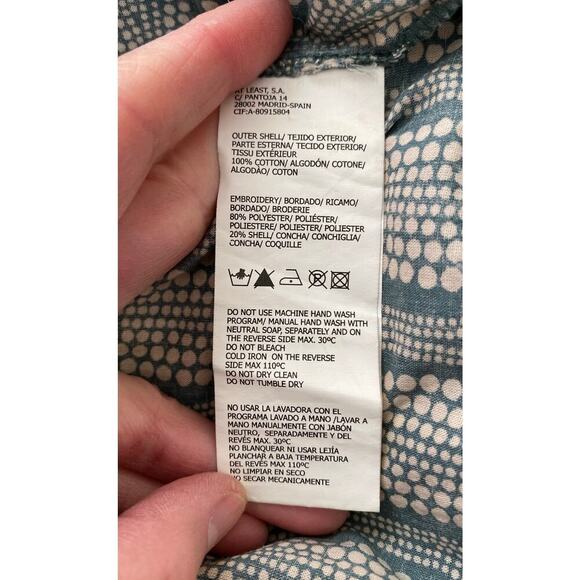 AT LEAST, S.A.
C/ PANTOJA 14
28002 MADRID-SPAIN
CIF:A-80915804
OUTER SHELL/ TEJIDO EXTERIOR/
PARTE ESTERNA/ TECIDO EXTERIOR/
TISSU EXTÉRIEUR
100% COTTON/ ALGODÓN/ COTONE/
ALGODÃO/ COTON
EMBROIDERY/ BORDADO/ RICAMO/
BORDADO/ BRODERIE
80% POLYESTER/ POLIÉSTER/
POLIESTERE/ POLIESTER/ POLYESTER
20% SHELL/ CONCHA/ CONCHIGLIA/
CONCHA/ COQUILLE
DO NOT USE MACHINE HAND WASH
PROGRAM/ MANUAL HAND WASH WITH
NEUTRAL SOAP, SEPARATELY AND ON
THE REVERSE SIDE MAX. 30ºC
DO NOT BLEACH
COLD IRON ON THE REVERSE
SIDE MAX 110ºC
DO NOT DRY CLEAN
DO NOT TUMBLE DRY
NO USAR LA LAVADORA CON EL
PROGRAMA LAVADO A MANO /LAVAR A
MANO MANUALMENTE CON JABÓN
NEUTRO, SEPARADAMENTE Y DEL
REVÉS MAX. 30ºC
NO BLANQUEAR NI USAR LEJÍA
PLANCHAR A BAJA TEMPERATURA
DEL REVÉS MAX 110ºC
NO LIMPIAR EN SECO
NO SECAR MECANICAMENTE